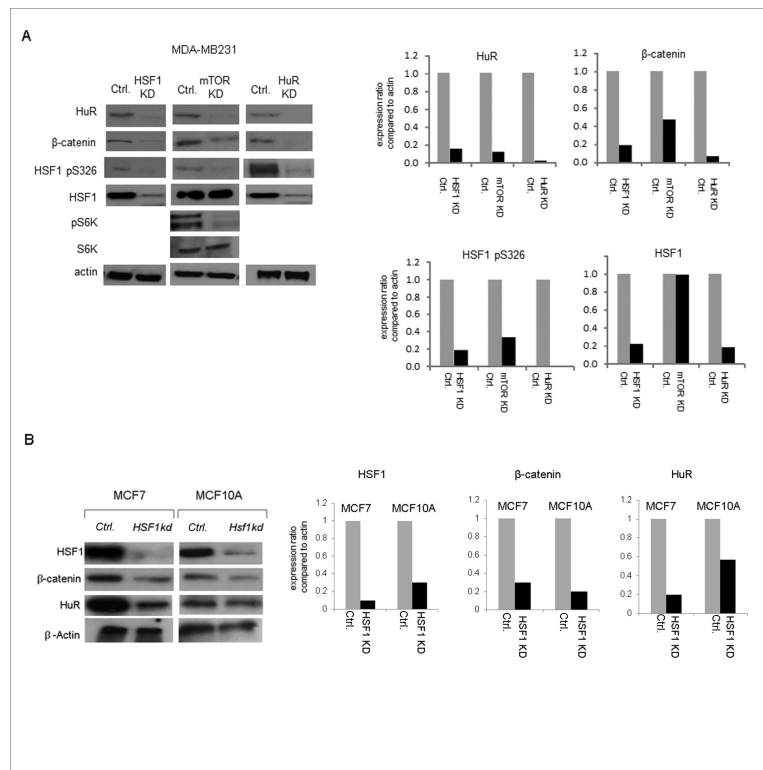 A
MDA-MB231
Ctrl. HSF1 KD Ctrl. mTOR KD Ctrl. HuR KD
HuR
β-catenin
HSF1 pS326
HSF1
pS6K
S6K
actin
HuR
expression ratio
compared to actin
1.2
1.0
0.8
0.6
0.4
0.2
0.0
Ctrl. HSF1 KD Ctrl. mTOR KD Ctrl. HuR KD
β-catenin
1.2
1.0
0.8
0.6
0.4
0.2
0.0
Ctrl. HSF1 KD Ctrl. mTOR KD Ctrl. HuR KD
HSF1 pS326
expression ratio
compared to actin
1.2
1.0
0.8
0.6
0.4
0.2
0.0
Ctrl. HSF1 KD Ctrl. mTOR KD Ctrl. HuR KD
HSF1
1.2
1.0
0.8
0.6
0.4
0.2
0.0
Ctrl. HSF1 KD Ctrl. mTOR KD Ctrl. HuR KD
B
MCF7 MCF10A
Ctrl. HSF1kd Ctrl. Hsf1kd
HSF1
β-catenin
HuR
β-Actin
HSF1
MCF7 MCF10A
expression ratio
compared to actin
1.2
1
0.8
0.6
0.4
0.2
0
Ctrl. HSF1 KD Ctrl. HSF1 KD
β-catenin
MCF7 MCF10A
1.2
1
0.8
0.6
0.4
0.2
0
Ctrl. HSF1 KD Ctrl. HSF1 KD
HuR
MCF7 MCF10A
1.2
1
0.8
0.6
0.4
0.2
0
Ctrl. HSF1 KD Ctrl. HSF1 KD